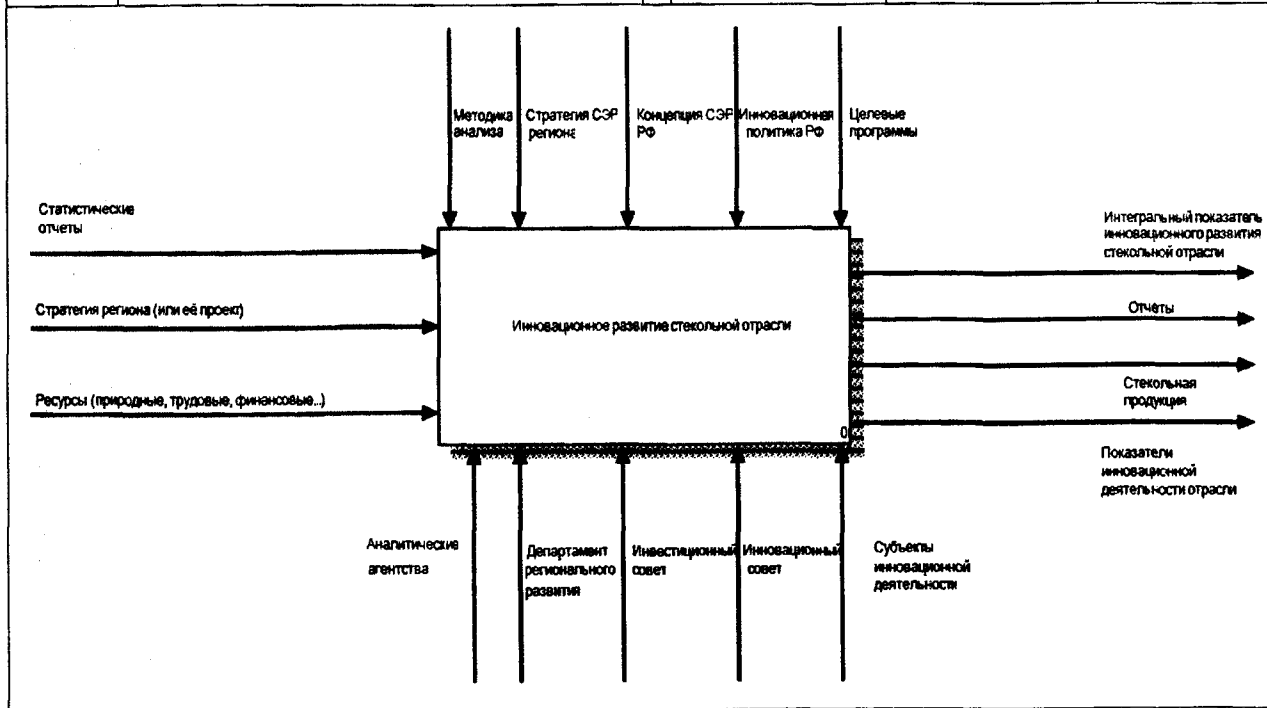 Методика
анализа
Стратегия СЭР
региона
Концепция СЭР
РФ
Инновационная
политика РФ
Целевые
программы
Статистические
отчеты
Стратегия региона (или её проект)
Ресурсы (природные, трудовые, финансовые...)
Инновационное развитие стекольной отрасли
0
Интегральный показатель
инновационного развития
стекольной отрасли
Отчеты
Стекольная
продукция
Показатели
инновационной
деятельности отрасли
Аналитические
агентства
Департамент
регионального
развития
Инвестиционный
совет
Инновационный
совет
Субъекты
инновационной
деятельности